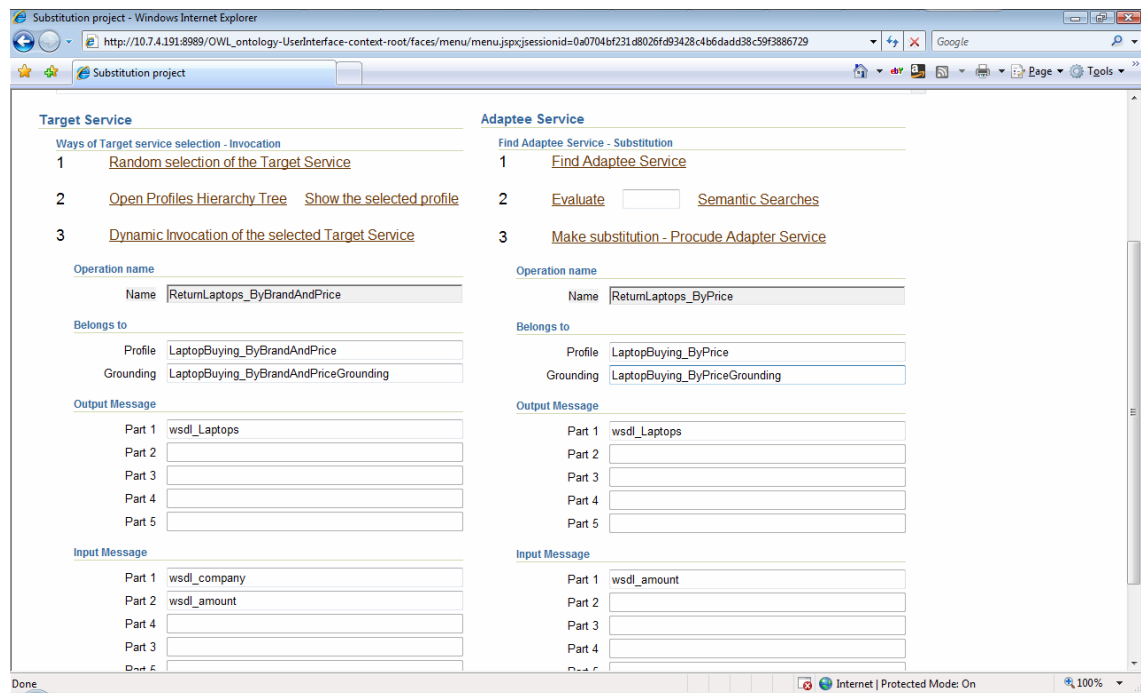 Substitution project - Windows Internet Explorer
http://10.7.4.191:8989/OWL_ontology-UserInterface-context-root/faces/menu/menu.jspx;jsessionid=0a0704bf231d8026fd93428c4b6dadd38c59f3886729
Google
Substitution project
Page Tools
Target Service
Ways of Target service selection - Invocation
1 Random selection of the Target Service
2 Open Profiles Hierarchy Tree Show the selected profile
3 Dynamic Invocation of the selected Target Service
Operation name
Name ReturnLaptops_ByBrandAndPrice
Belongs to
Profile LaptopBuying_ByBrandAndPrice
Grounding LaptopBuying_ByBrandAndPriceGrounding
Output Message
Part 1 wsdl_Laptops
Part 2
Part 3
Part 4
Part 5
Input Message
Part 1 wsdl_company
Part 2 wsdl_amount
Part 4
Part 3
Part 5
Adaptee Service
Find Adaptee Service - Substitution
1 Find Adaptee Service
2 Evaluate Semantic Searches
3 Make substitution - Procude Adapter Service
Operation name
Name ReturnLaptops_ByPrice
Belongs to
Profile LaptopBuying_ByPrice
Grounding LaptopBuying_ByPriceGrounding
Output Message
Part 1 wsdl_Laptops
Part 2
Part 3
Part 4
Part 5
Input Message
Part 1 wsdl_amount
Part 2
Part 3
Part 4
Done
Internet | Protected Mode: On
100%